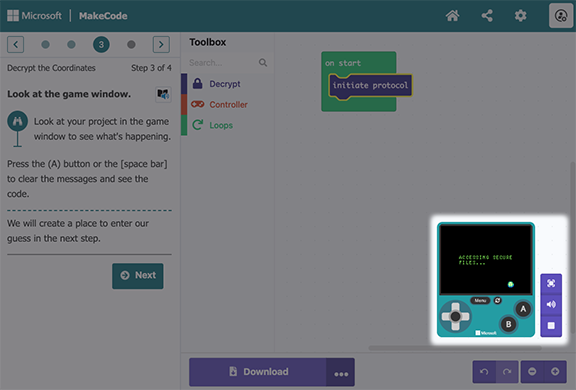 Microsoft | MakeCode
3
Decrypt the Coordinates Step 3 of 4
Look at the game window.
Look at your project in the game
window to see what's happening.
Press the (A) button or the [space bar]
to clear the messages and see the
code.
We will create a place to enter our
guess in the next step.
Next
Toolbox
Search...
Decrypt
Controller
Loops
on start
initiate protocol
ACCESSING SECURE
FILES...
Menu
A
B
Microsoft
Download